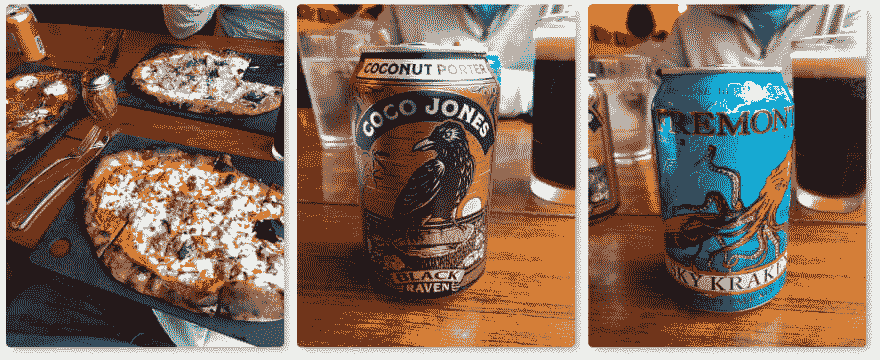 COCONUT PORTER
COCO JONES
BLACK
RAVEN
FREMONT
SKY KRAKEN